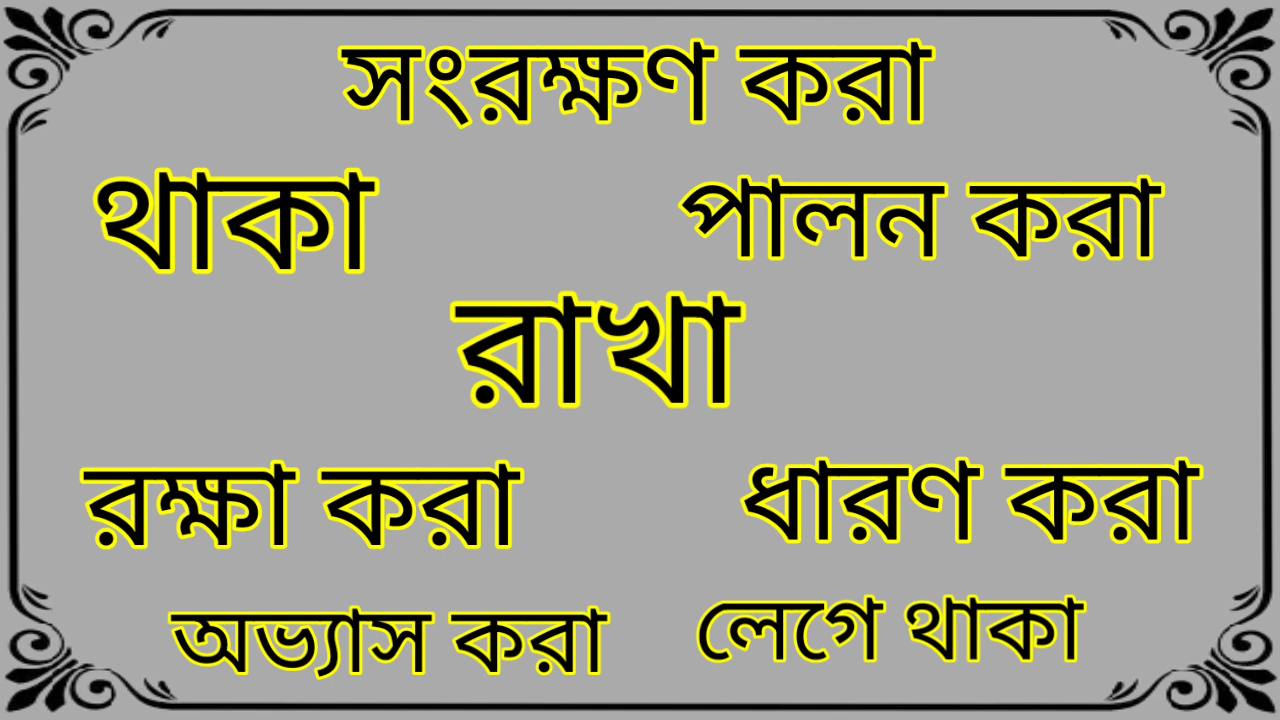 সংরক্ষণ করা
থাকা
পালন করা
রাখা
রক্ষা করা
ধারণ করা
অভ্যাস করা
লেগে থাকা